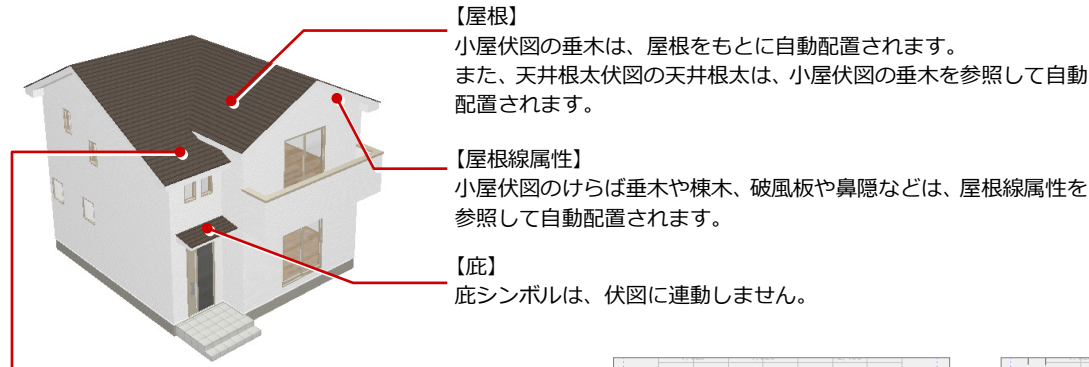 【屋根】
小屋伏図の垂木は、屋根をもとに自動配置されます。
また、天井根太伏図の天井根太は、小屋伏図の垂木を参照して自動
配置されます。
【屋根線属性】
小屋伏図のけらば垂木や棟木、破風板や鼻隠などは、屋根線属性を
参照して自動配置されます。
【庇】
庇シンボルは、伏図に連動しません。